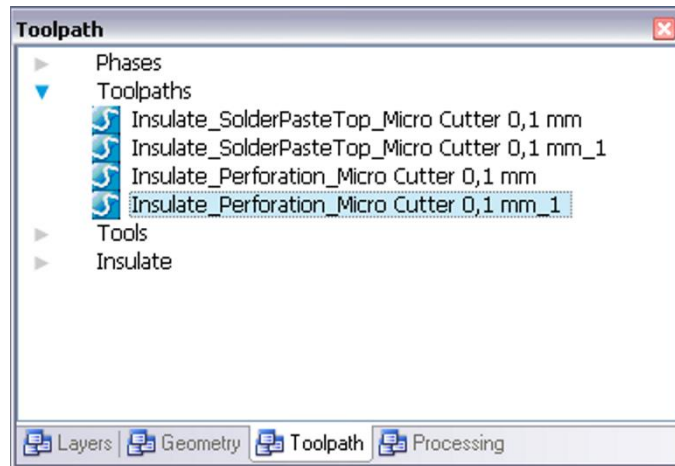 Toolpath
Phases
Toolpaths
Insulate_SolderPasteTop_Micro Cutter 0,1 mm
Insulate_SolderPasteTop_Micro Cutter 0,1 mm_1
Insulate_Perforation_Micro Cutter 0,1 mm
Insulate_Perforation_Micro Cutter 0,1 mm_1
Tools
Insulate
Layers Geometry Toolpath Processing